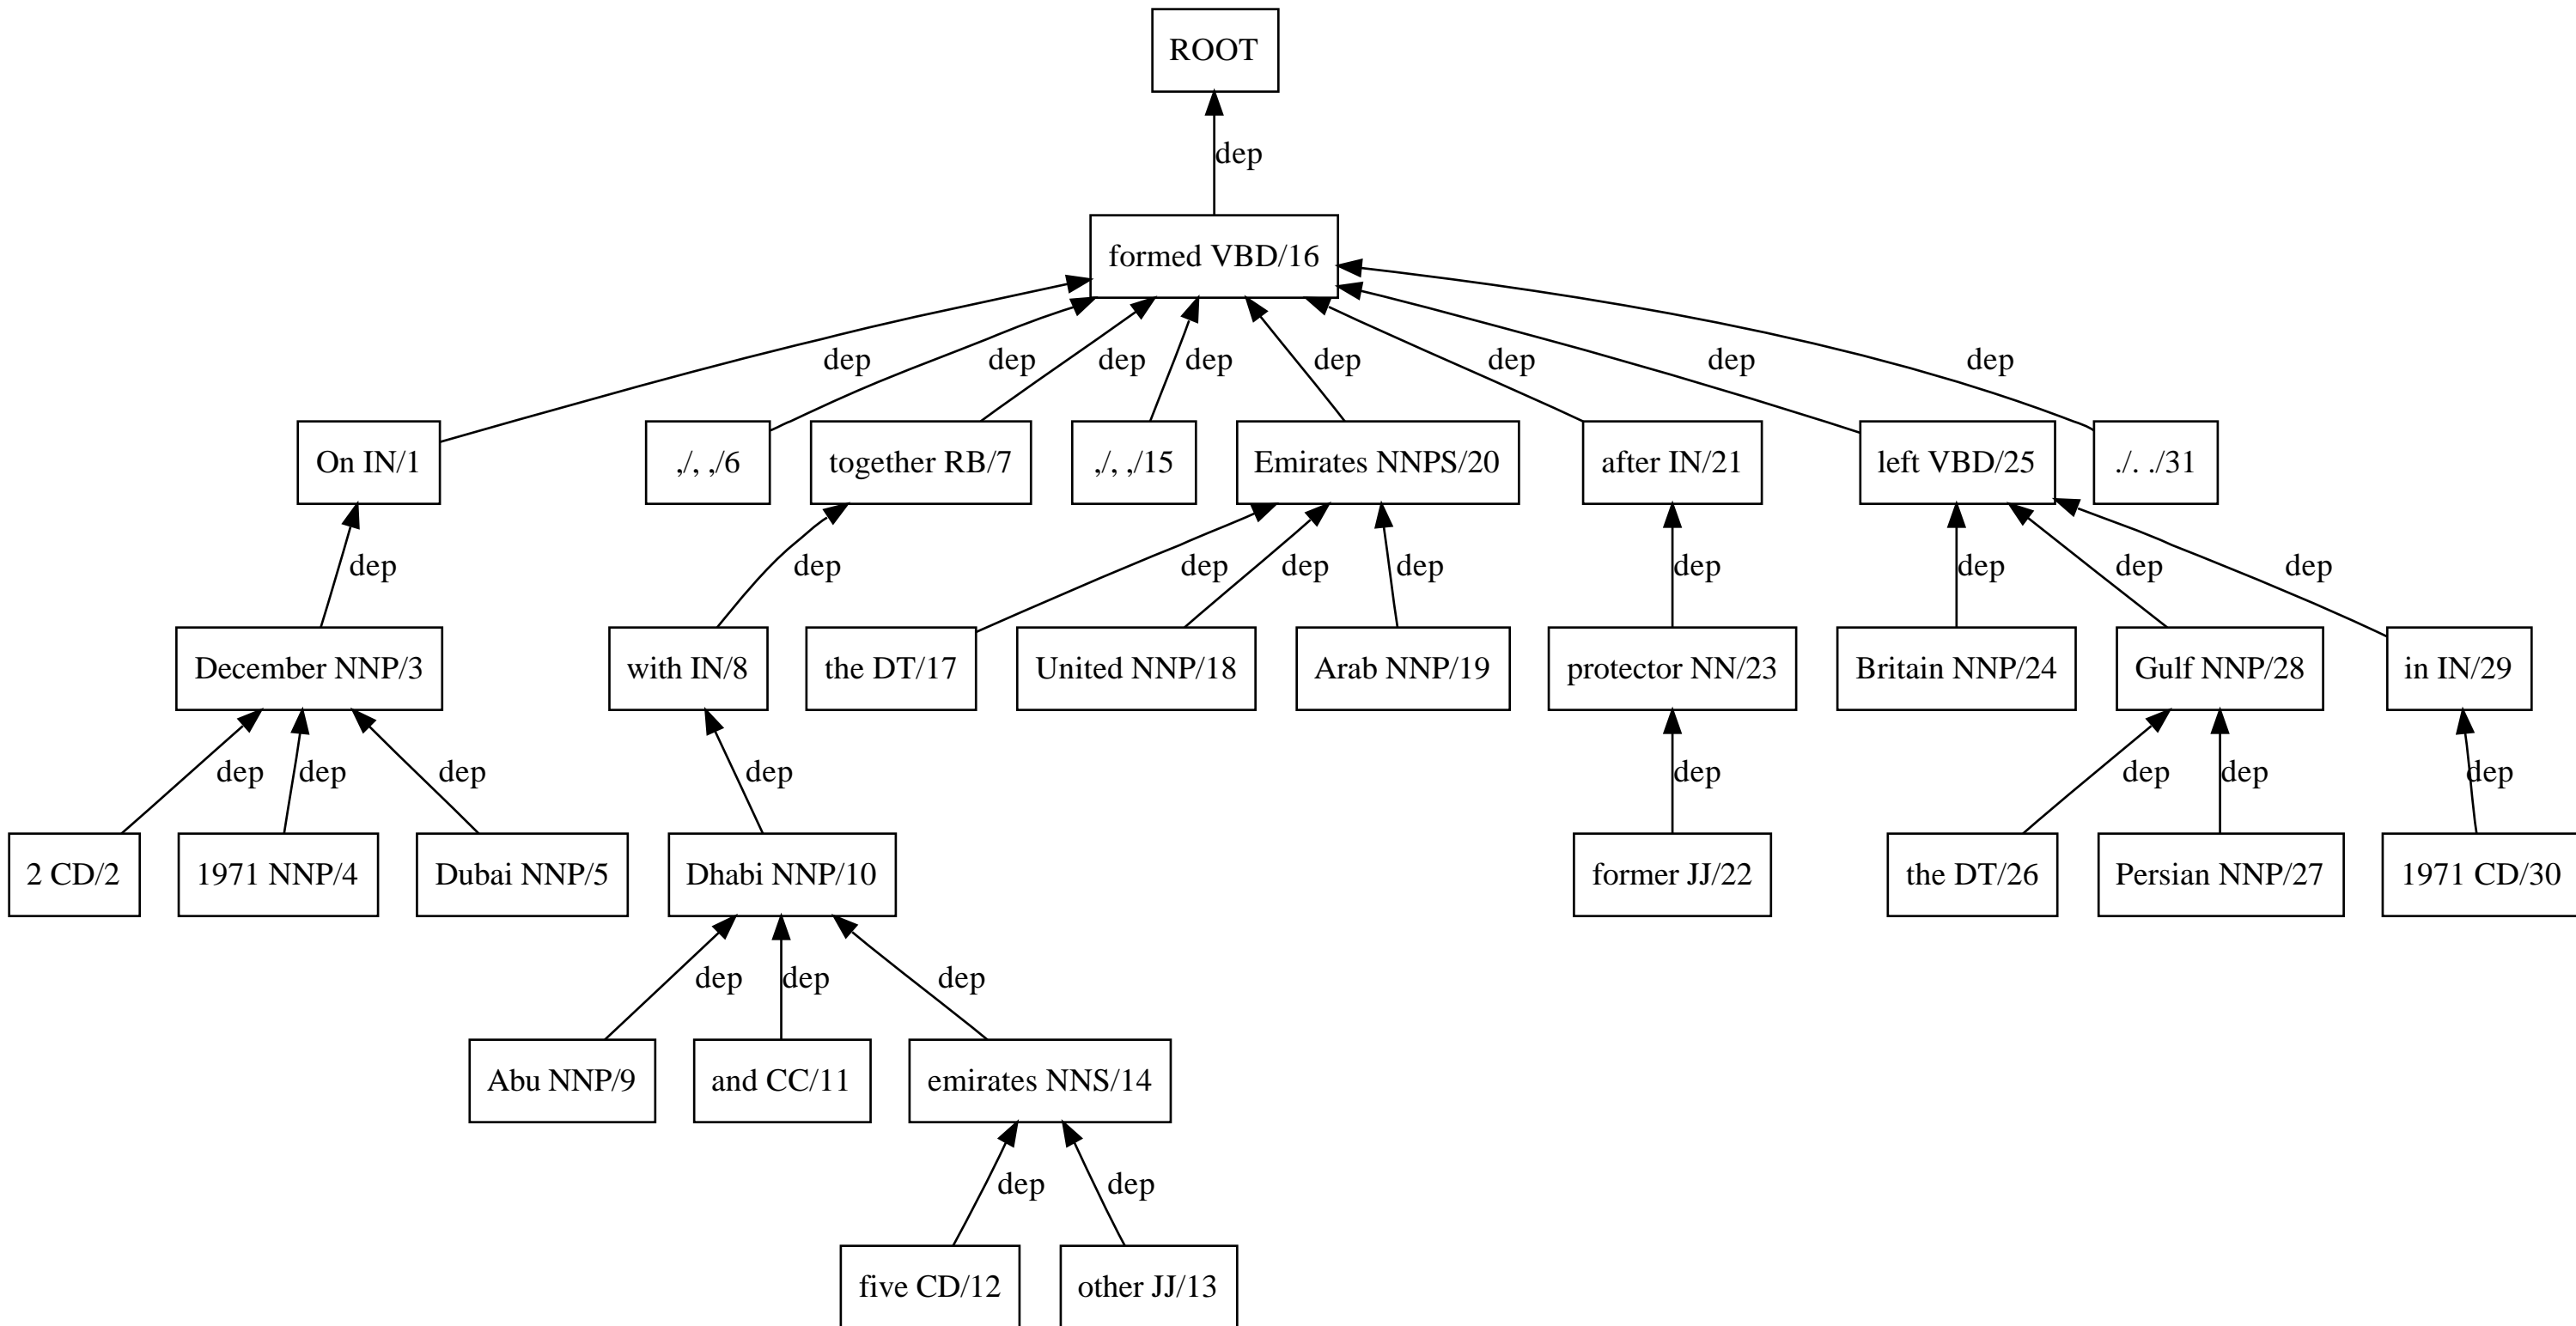 ROOT
dep
formed VBD/16
dep dep dep dep dep dep dep dep
On IN/1 ,/, ,/6 together RB/7 ,/, ,/15 Emirates NNPS/20 after IN/21 left VBD/25 ./. ./31
dep dep dep dep dep dep dep dep dep
December NNP/3 with IN/8 the DT/17 United NNP/18 Arab NNP/19 protector NN/23 Britain NNP/24 Gulf NNP/28 in IN/29
dep dep dep dep dep dep dep dep
2 CD/2 1971 NNP/4 Dubai NNP/5 Dhabi NNP/10 former JJ/22 the DT/26 Persian NNP/27 1971 CD/30
dep dep dep
Abu NNP/9 and CC/11 emirates NNS/14
dep dep
five CD/12 other JJ/13